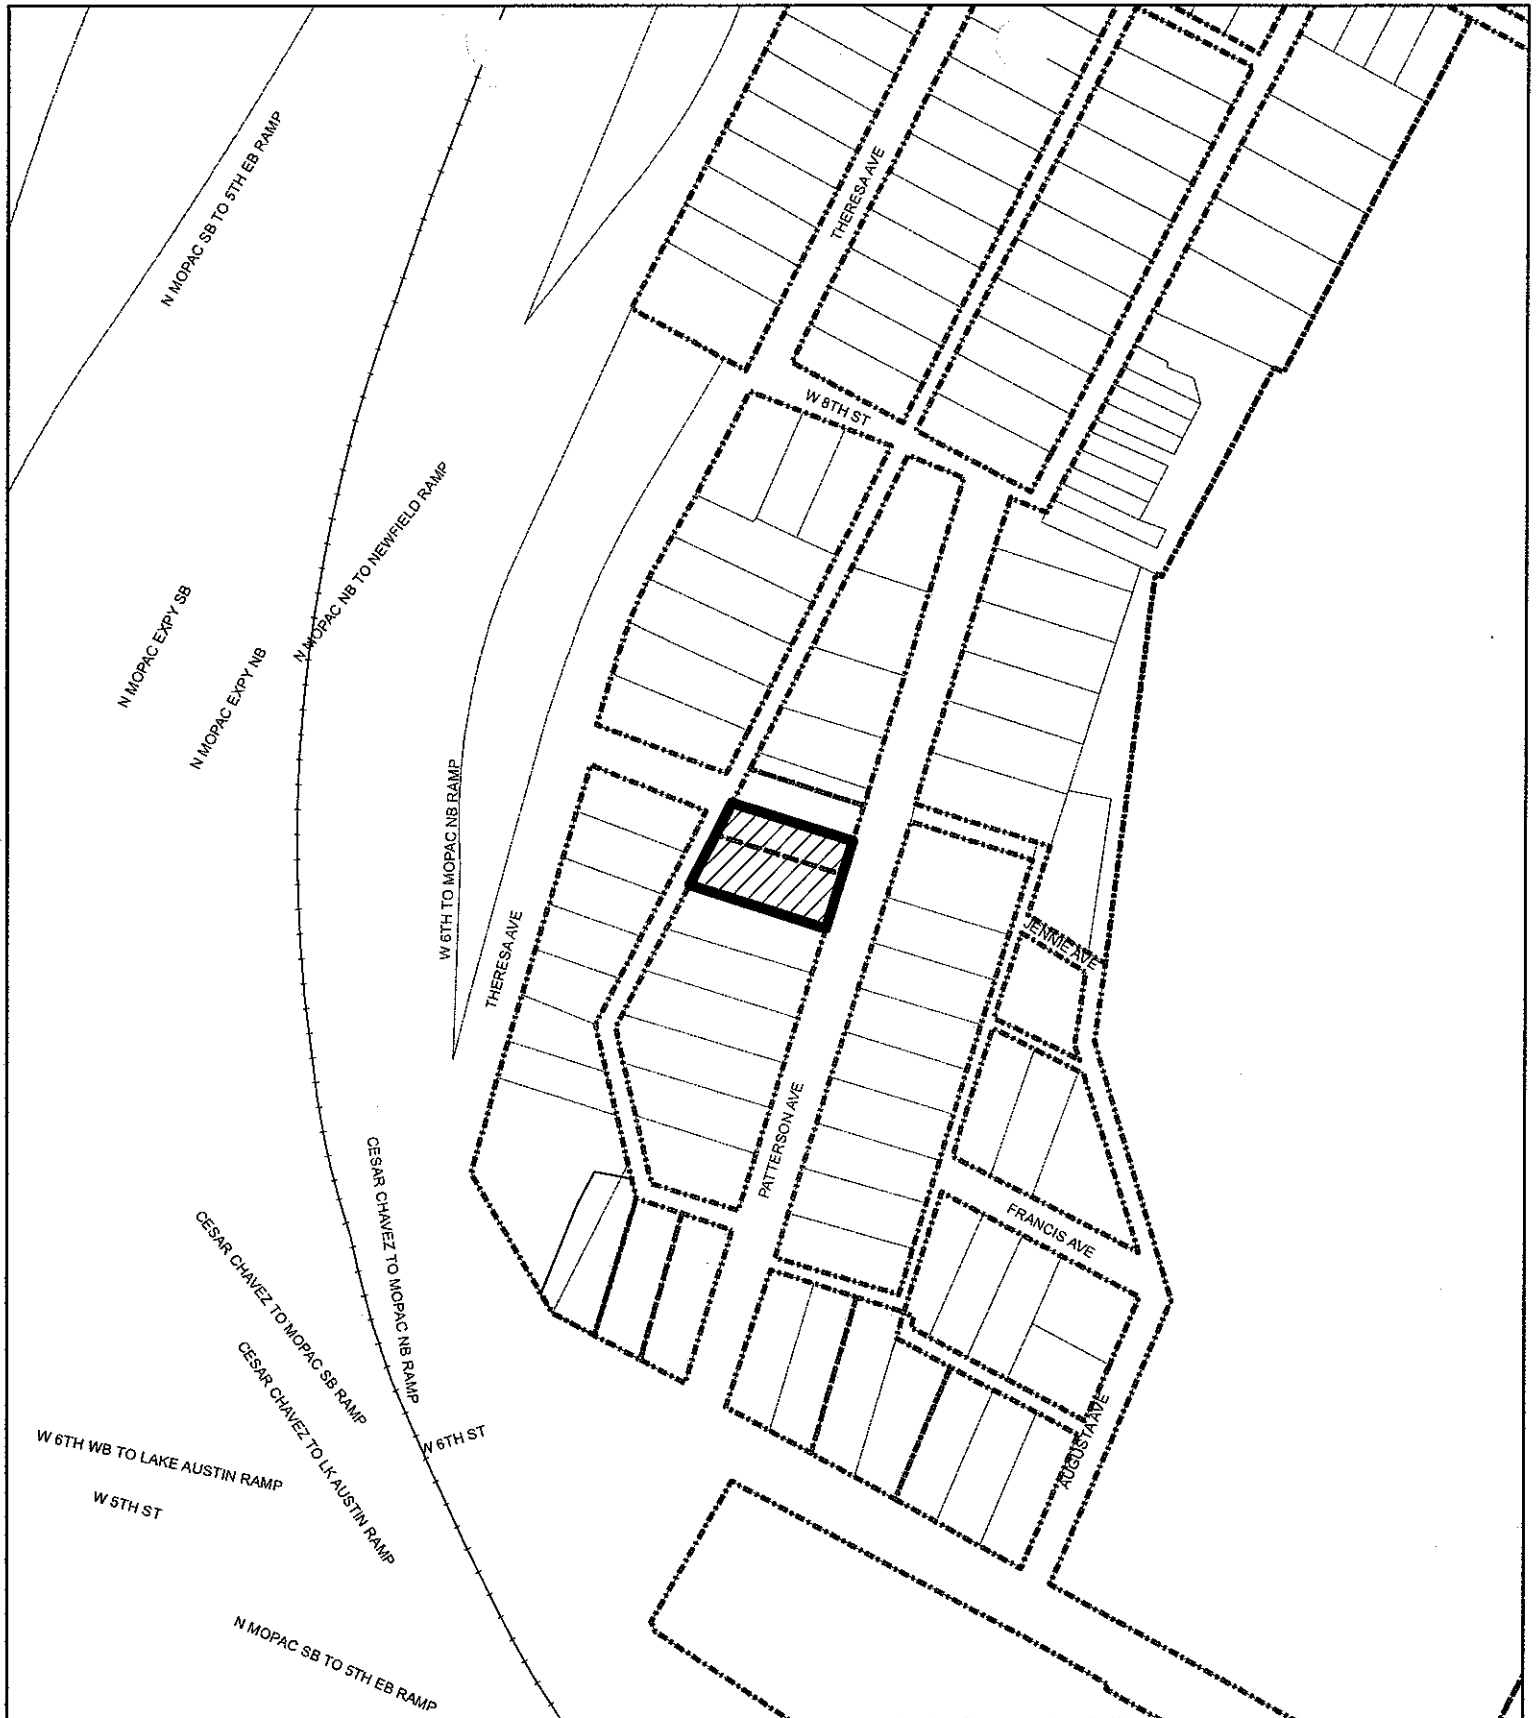 N MOPAC SB TO 5TH EB RAMP
THERESA AVE
W 8TH ST
N MOPAC NB TO NEWFIELD RAMP
N MOPAC EXPY SB
N MOPAC EXPY NB
W 6TH TO MOPAC NB RAMP
THERESA AVE
JENNIE AVE
PATTERSON AVE
CESAR CHAVEZ TO MOPAC NB RAMP
FRANCIS AVE
CESAR CHAVEZ TO MOPAC SB RAMP
CESAR CHAVEZ TO LK AUSTIN RAMP
AUGUSTA AVE
W 6TH ST
W 6TH WB TO LAKE AUSTIN RAMP
W 5TH ST
N MOPAC SB TO 5TH EB RAMP